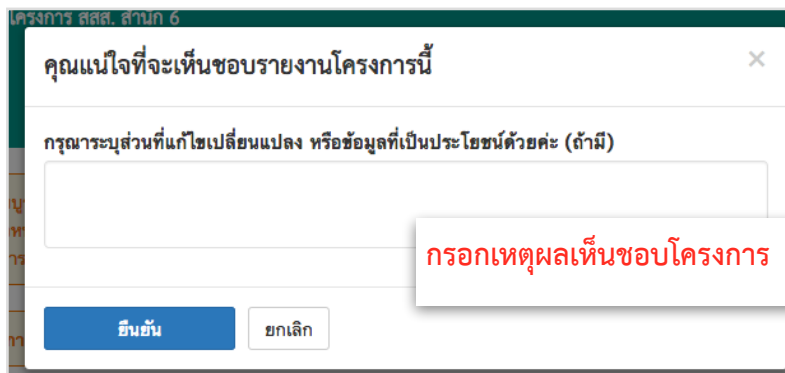 โครงการ สสส. สำนัก 6
คุณแน่ใจที่จะเห็นชอบรายงานโครงการนี้
×
กรุณาระบุส่วนที่แก้ไขเปลี่ยนแปลง หรือข้อมูลที่เป็นประโยชน์ด้วยค่ะ (ถ้ามี)
กรอกเหตุผลเห็นชอบโครงการ
ยืนยัน ยกเลิก